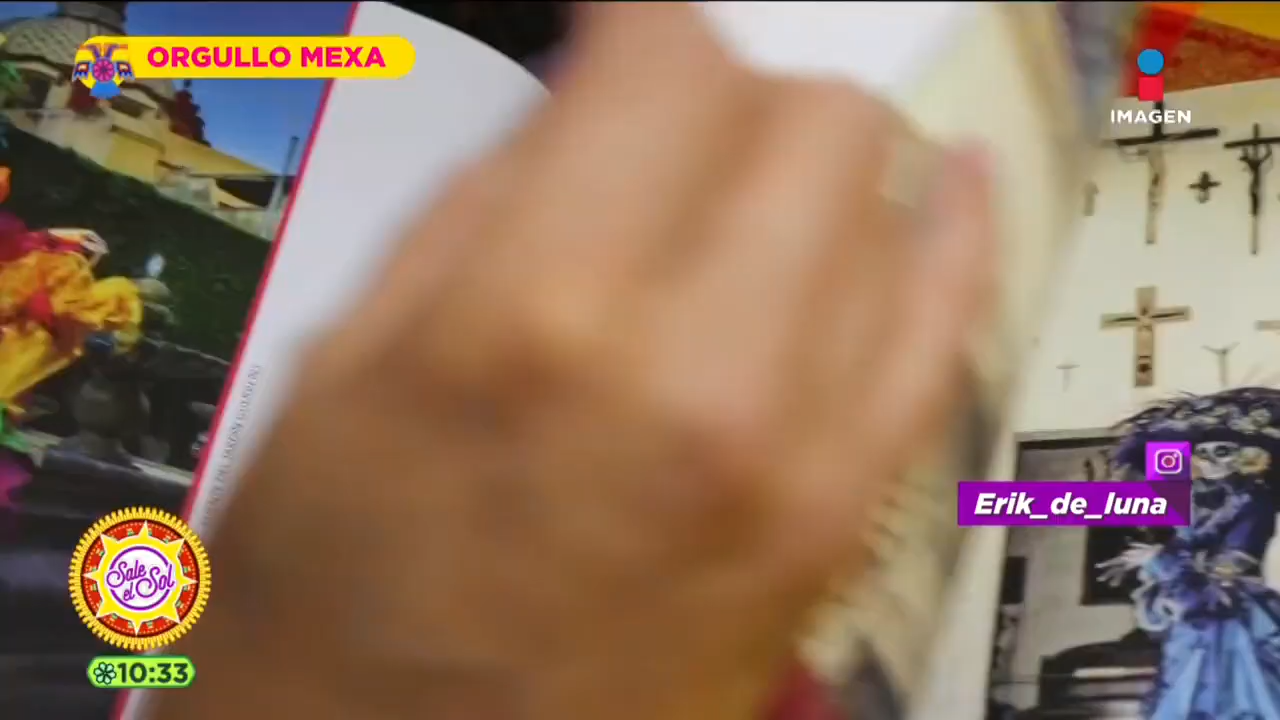 ORGULLO MEXA
IMAGEN
Erik_de_luna
Sale
el Sol
10:33